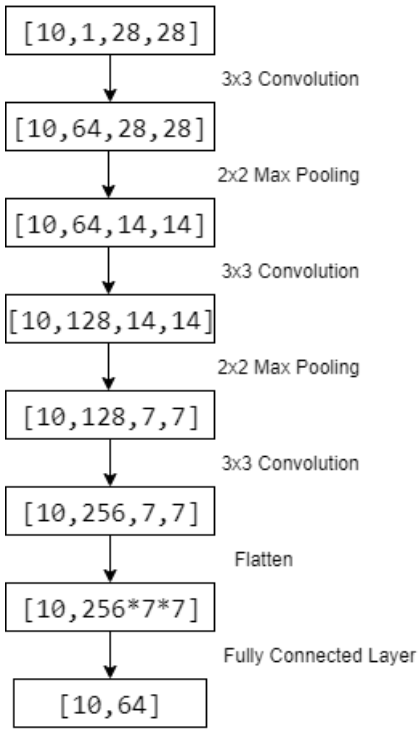 [10,1,28,28]
3x3 Convolution
[10,64,28,28]
2x2 Max Pooling
[10,64,14,14]
3x3 Convolution
[10,128,14,14]
2x2 Max Pooling
[10,128,7,7]
3x3 Convolution
[10,256,7,7]
Flatten
[10,256*7*7]
Fully Connected Layer
[10,64]